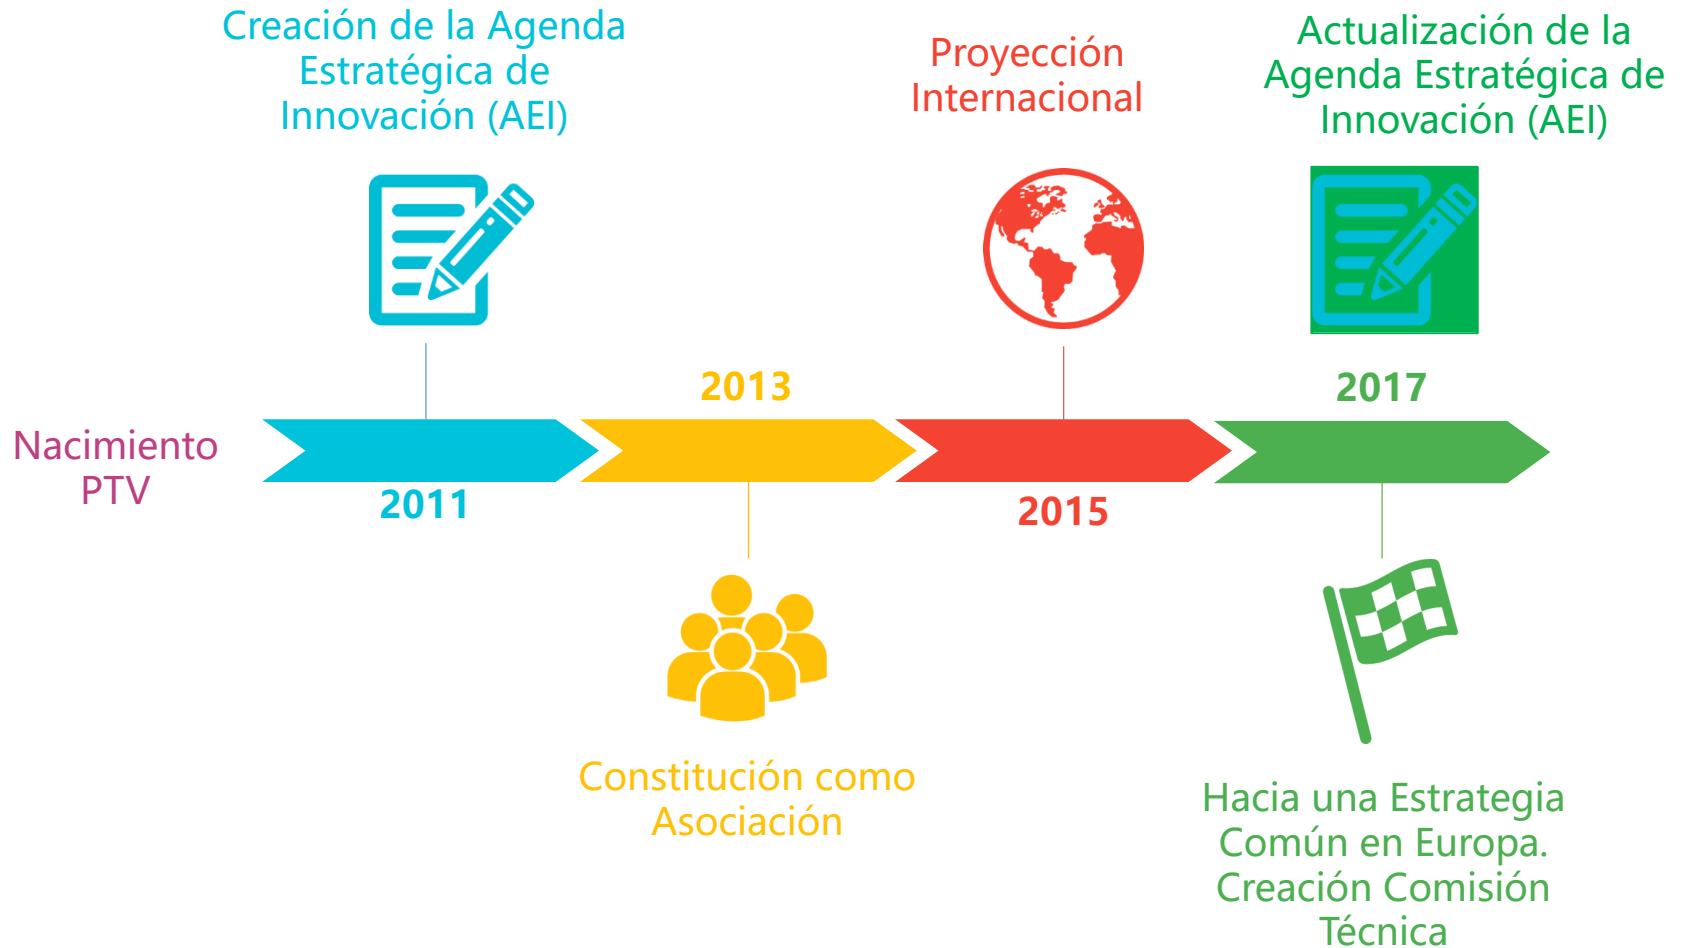 Nacimiento
PTV
Creación de la Agenda
Estratégica de
Innovación (AEI)
2011
2013
Constitución como
Asociación
Proyección
Internacional
2015
Actualización de la
Agenda Estratégica de
Innovación (AEI)
2017
Hacia una Estrategia
Común en Europa.
Creación Comisión
Técnica